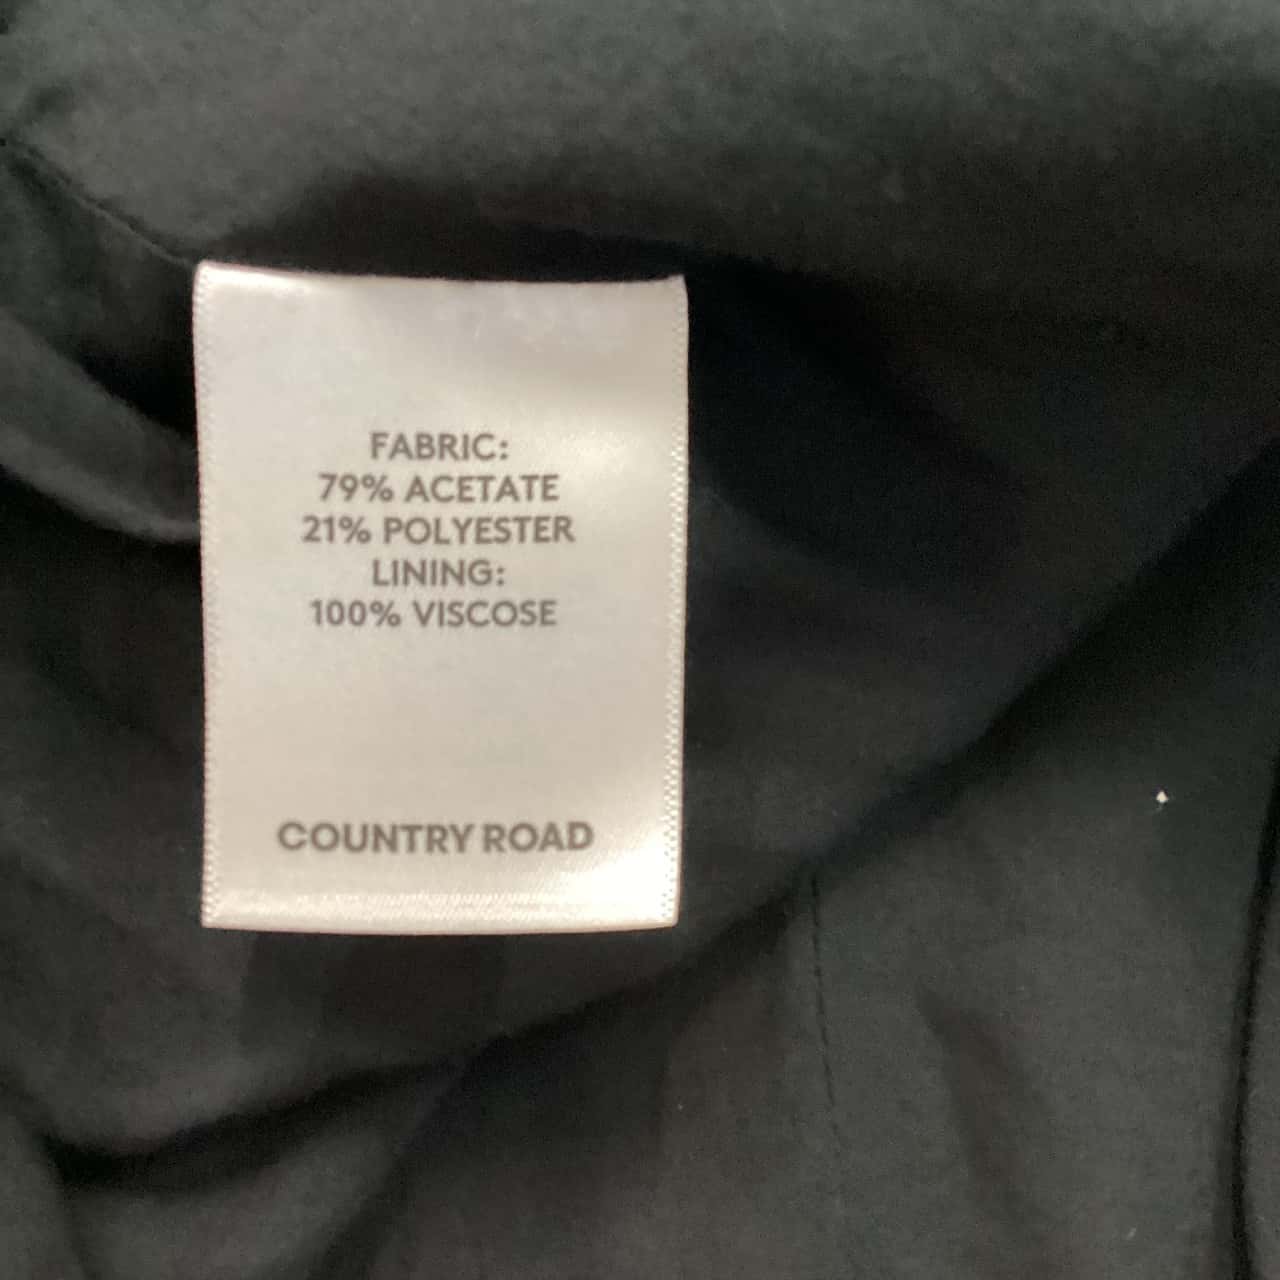 FABRIC:
79% ACETATE
21% POLYESTER
LINING:
100% VISCOSE
COUNTRY ROAD